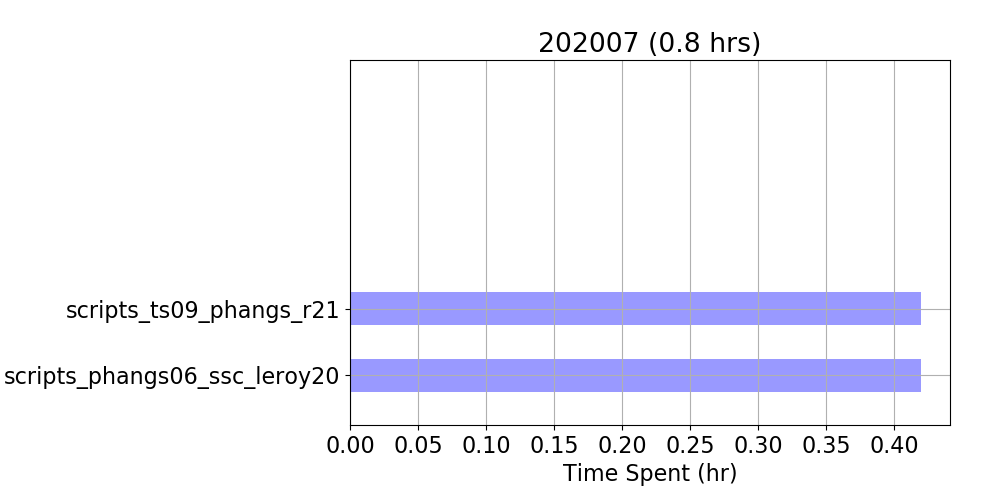 202007 (0.8 hrs)
scripts_ts09_phangs_r21
scripts_phangs06_ssc_leroy20
0.00 0.05 0.10 0.15 0.20 0.25 0.30 0.35 0.40
Time Spent (hr)